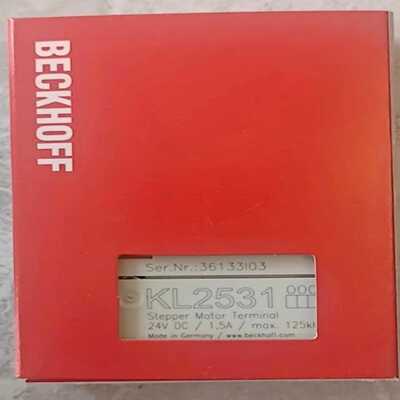 BECKHOFF
Ser.Nr.:36133I03
KL2531
Stepper Motor Terminal
24V DC / 1,5A / max. 125k
Made in Germany / www.beckhoff.com